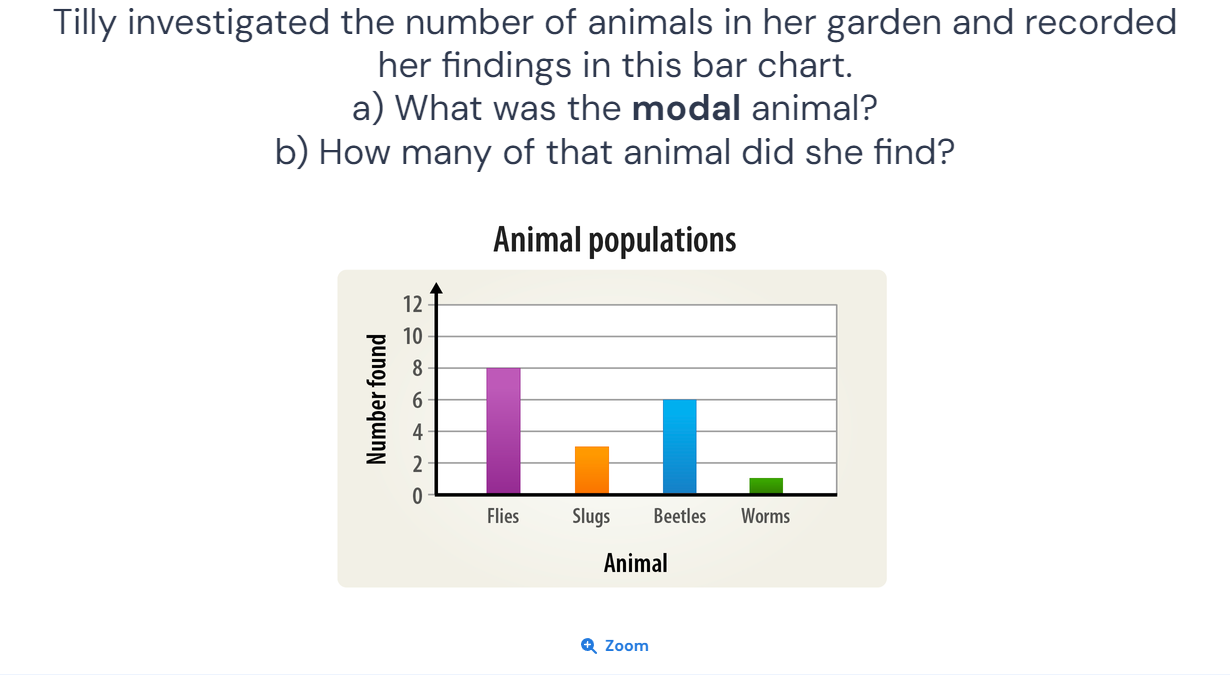 Tilly investigated the number of animals in her garden and recorded
her findings in this bar chart.
a) What was the modal animal?
b) How many of that animal did she find?
Animal populations
Number found
12
10
8
6
4
2
0
Flies Slugs Beetles Worms
Animal
Zoom